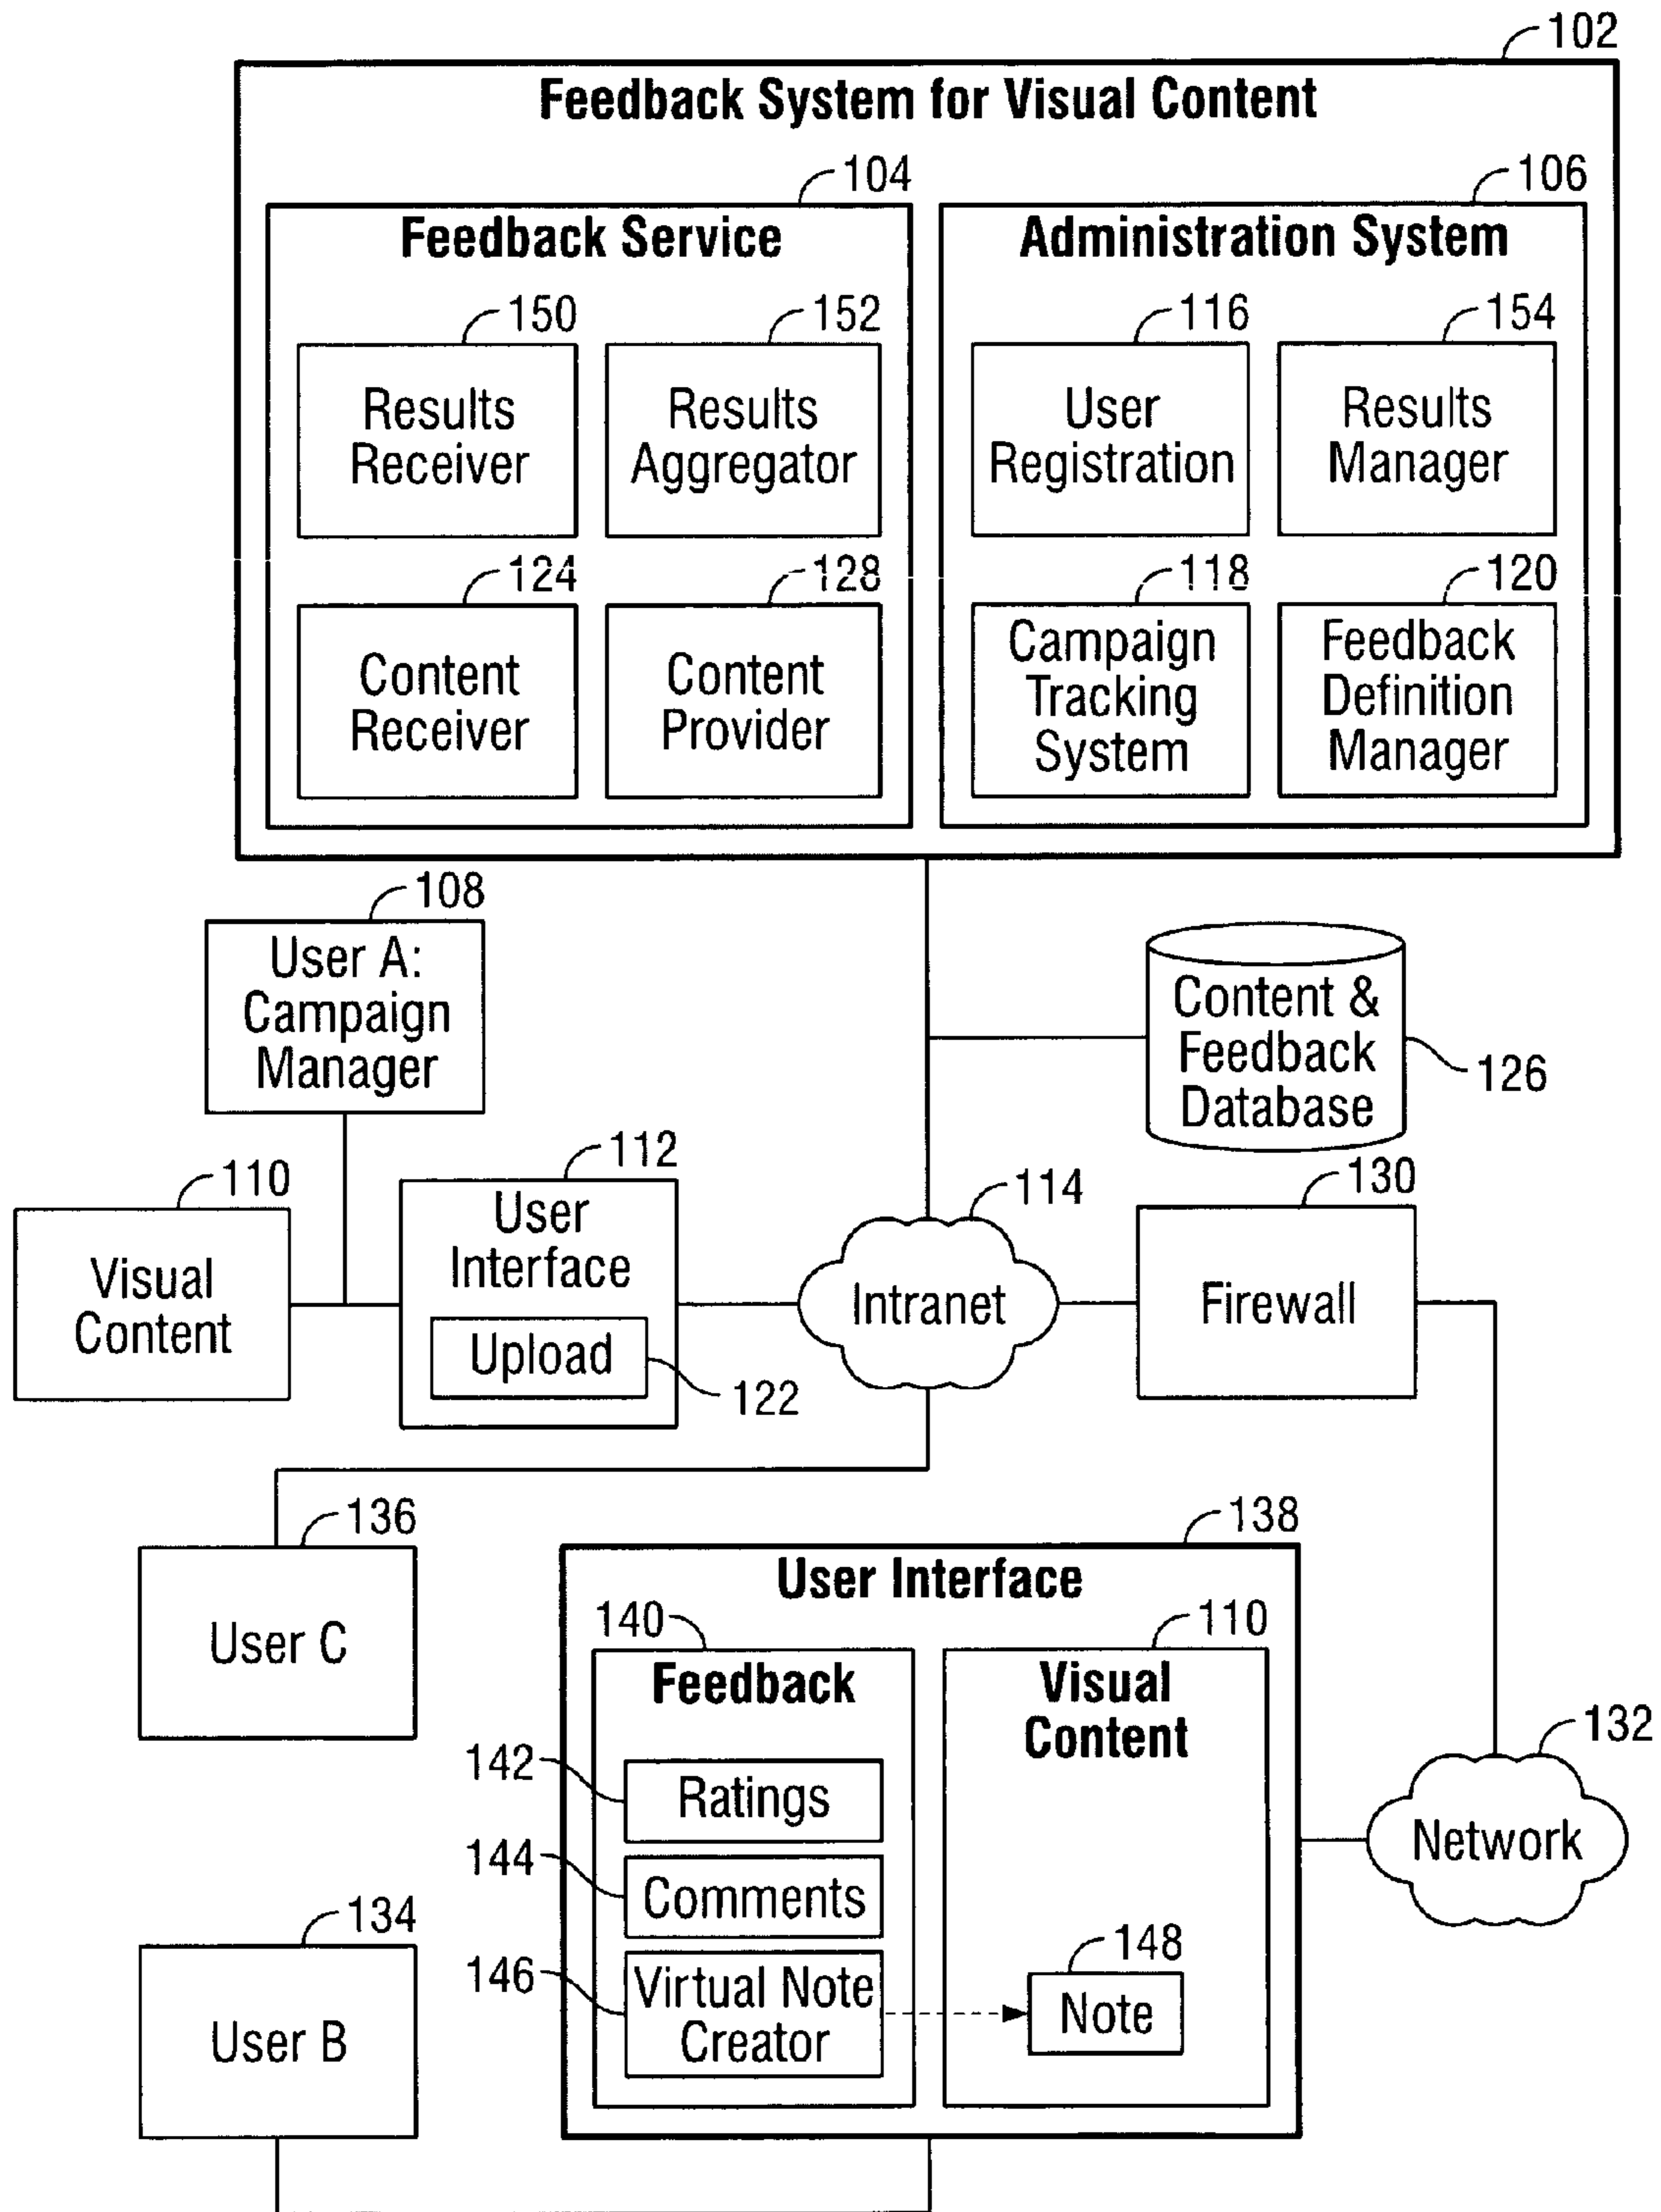 102
Feedback System for Visual Content
104
106
Feedback Service
Administration System
150
152
116
154
Results
Receiver
Results
Aggregator
User
Registration
Results
Manager
124
128
118
120
Content
Receiver
Content
Provider
Campaign
Tracking
System
Feedback
Definition
Manager
108
User A:
Campaign
Manager
Content &
Feedback
Database
126
110
112
114
130
Visual
Content
User
Interface
Upload
122
Intranet
Firewall
136
User C
138
User Interface
140
110
Feedback
Visual
Content
132
Network
142
Ratings
144
Comments
134
User B
146
Virtual Note
Creator
148
Note